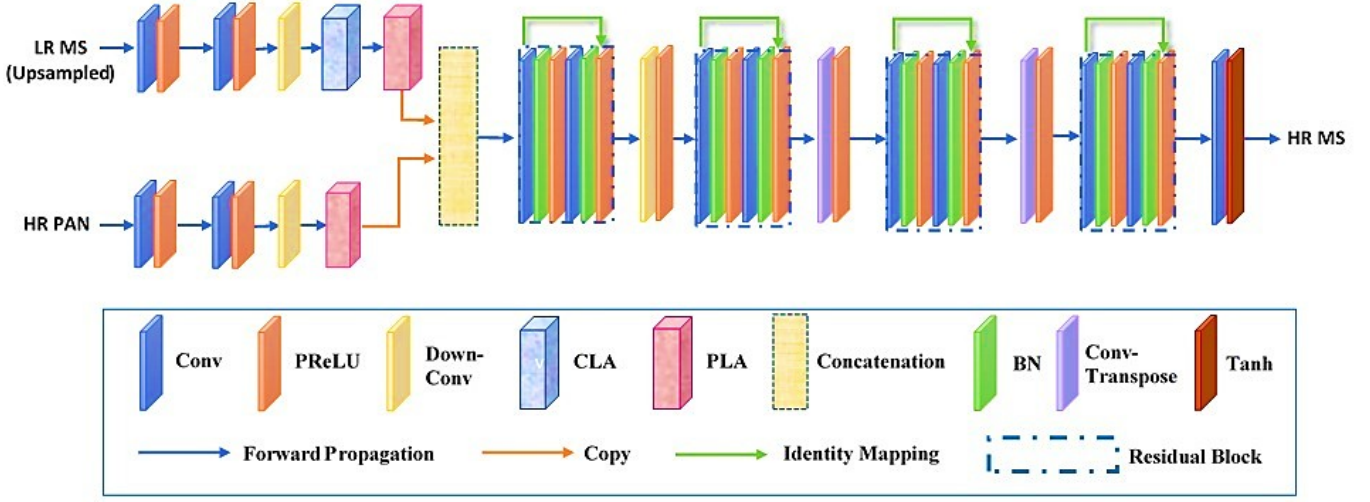 LR MS
(Upsampled)
HR PAN
HR MS
Conv
PReLU
Down-
Conv
CLA
PLA
Concatenation
BN
Conv-
Transpose
Tanh
Forward Propagation
Copy
Identity Mapping
Residual Block